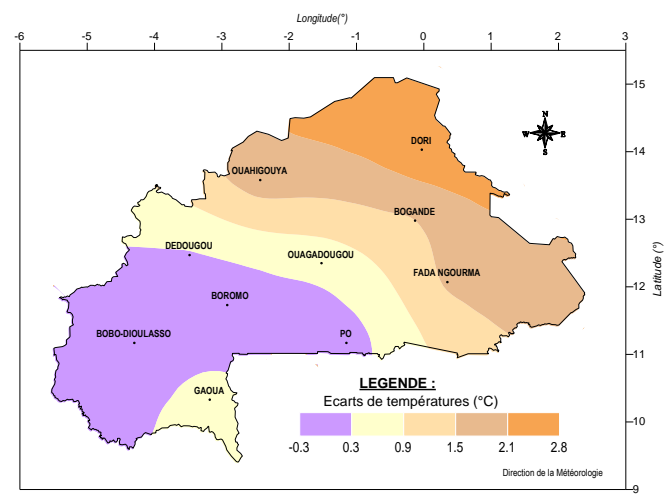 Longitude(°)
-6 -5 -4 -3 -2 -1 0 1 2 3
15
14
13
12
11
10
9
Latitude (°)
N
W E
S
DORI
OUAHIGOUYA
BOGANDE
DEDOUGOU
OUAGADOUGOU
FADA NGOURMA
BOROMO
BOBO-DIOULASSO
PO
GAOUA
LEGENDE :
Ecarts de températures (°C)
-0.3 0.3 0.9 1.5 2.1 2.8
Direction de la Météorologie